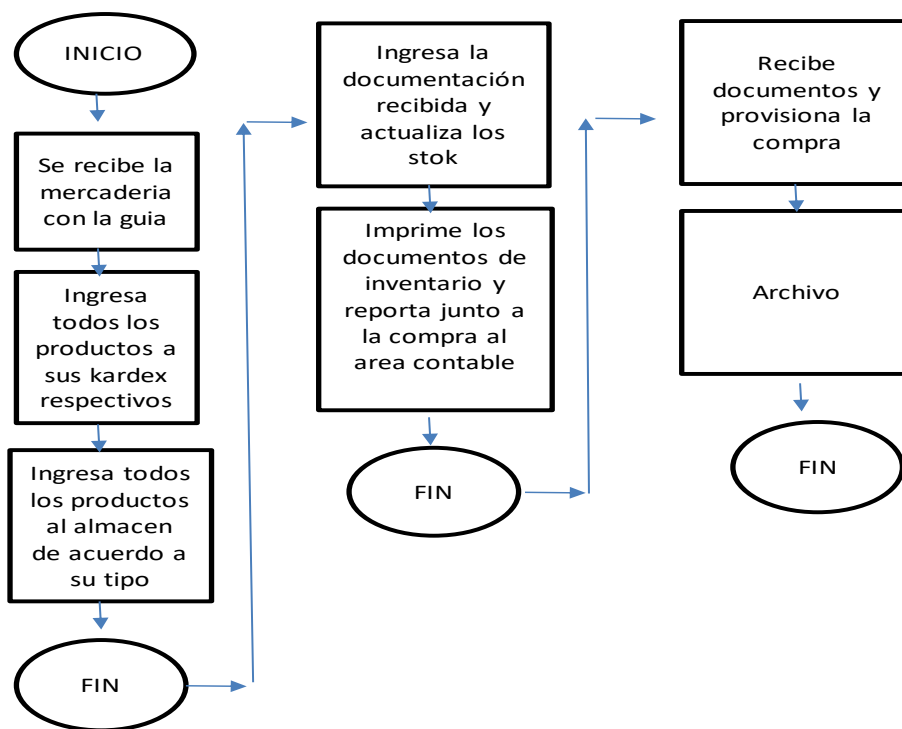 INICIO
Se recibe la
mercaderia
con la guia
Ingresa
todos los
productos a
sus kardex
respectivos
Ingresa todos
los productos
al almacen
de acuerdo a
su tipo
FIN
Ingresa la
documentación
recibida y
actualiza los
stok
Imprime los
documentos de
inventario y
reporta junto a
la compra al
area contable
FIN
Recibe
documentos y
provisiona la
compra
Archivo
FIN